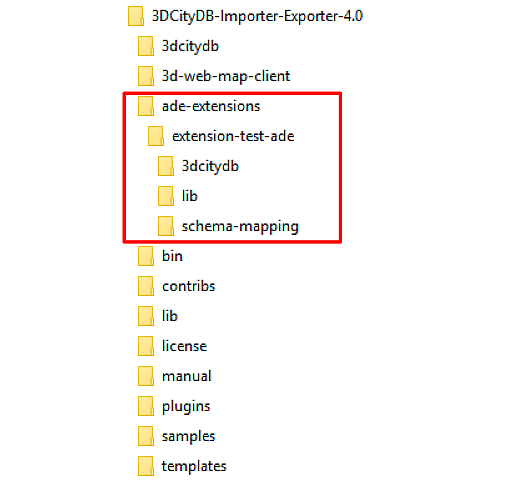 3DCityDB-Importer-Exporter-4.0
3dcitydb
3d-web-map-client
ade-extensions
extension-test-ade
3dcitydb
lib
schema-mapping
bin
contribs
lib
license
manual
plugins
samples
templates